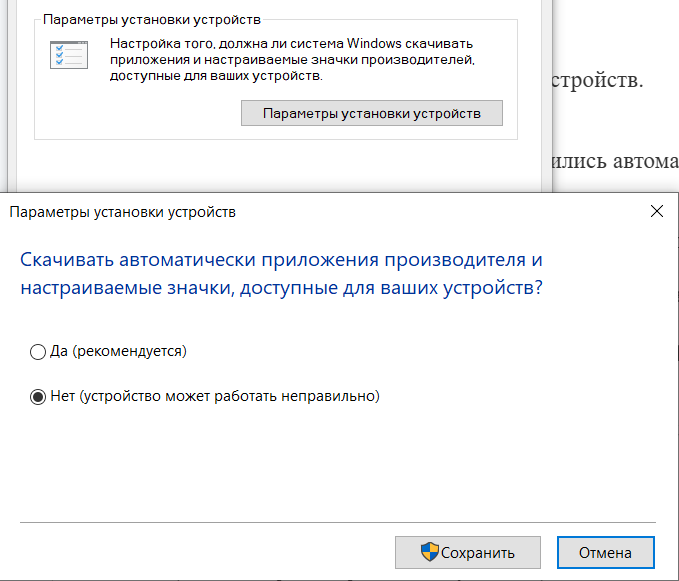 Параметры установки устройств
Настройка того, должна ли система Windows скачивать
приложения и настраиваемые значки производителей,
доступные для ваших устройств.
стройств.
Параметры установки устройств
ились автома
Параметры установки устройств
Скачивать автоматически приложения производителя и
настраиваемые значки, доступные для ваших устройств?
Да (рекомендуется)
Нет (устройство может работать неправильно)
Сохранить
Отмена